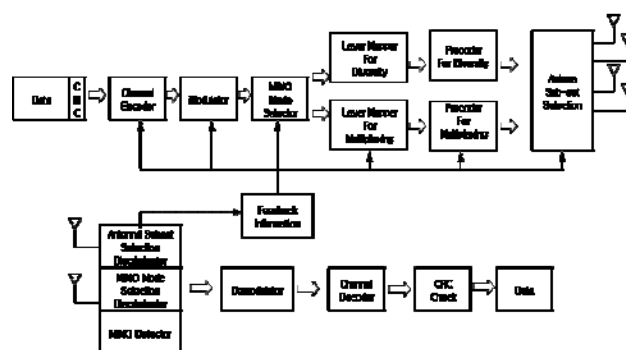 Data
CRC
Channel
Encoder
Modulator
MIMO
Mode
Selector
Layer Mapper
For
Diversity
Precoder
For Diversity
Layer Mapper
For
Multiplexing
Precoder
For
Multiplexing
Antenna
Sub-set
Selection
Feedback
Information
Antenna Subset
Selection
Discriminator
MIMO Mode
Selection
Discriminator
MIMO Detector
Demodulator
Channel
Decoder
CRC
Check
Data